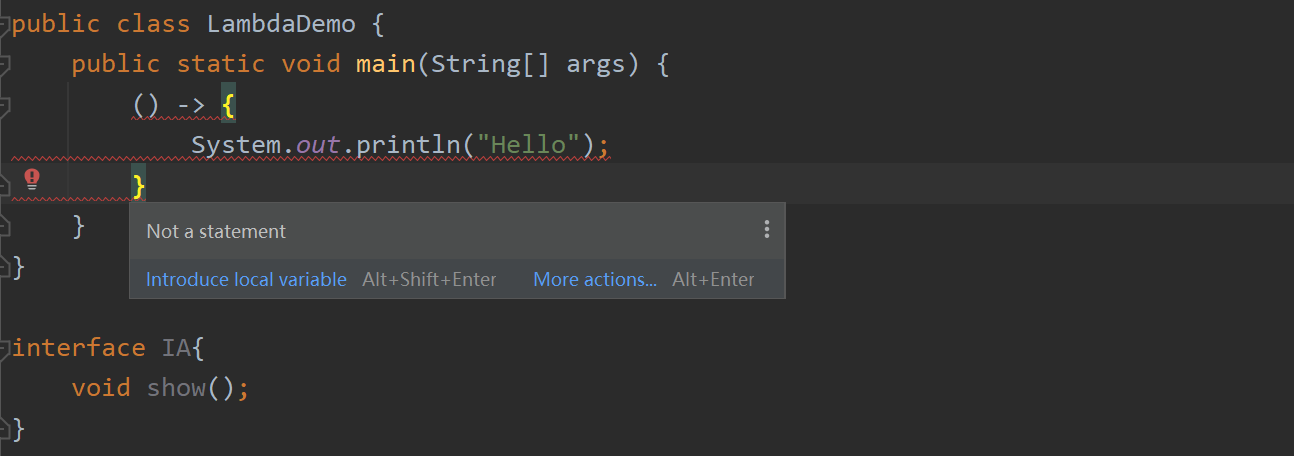 public class LambdaDemo {
    public static void main(String[] args) {
        () -> {
            System.out.println("Hello");
        }
    }
Not a statement
Introduce local variable Alt+Shift+Enter More actions... Alt+Enter
}
interface IA{
    void show();
}